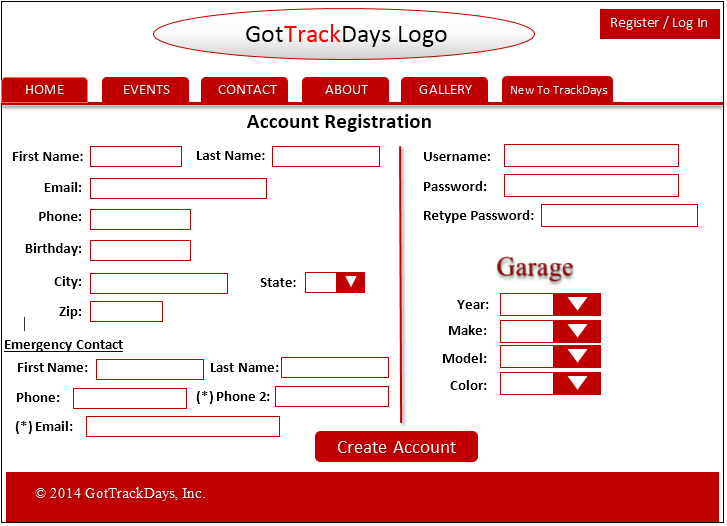 GotTrackDays Logo
Register / Log In
HOME EVENTS CONTACT ABOUT GALLERY New To TrackDays
Account Registration
First Name: Last Name:
Email:
Phone:
Birthday:
City: State:
Zip:
Emergency Contact
First Name: Last Name:
Phone: (*) Phone 2:
(*) Email:
Username:
Password:
Retype Password:
Garage
Year:
Make:
Model:
Color:
Create Account
© 2014 GotTrackDays, Inc.